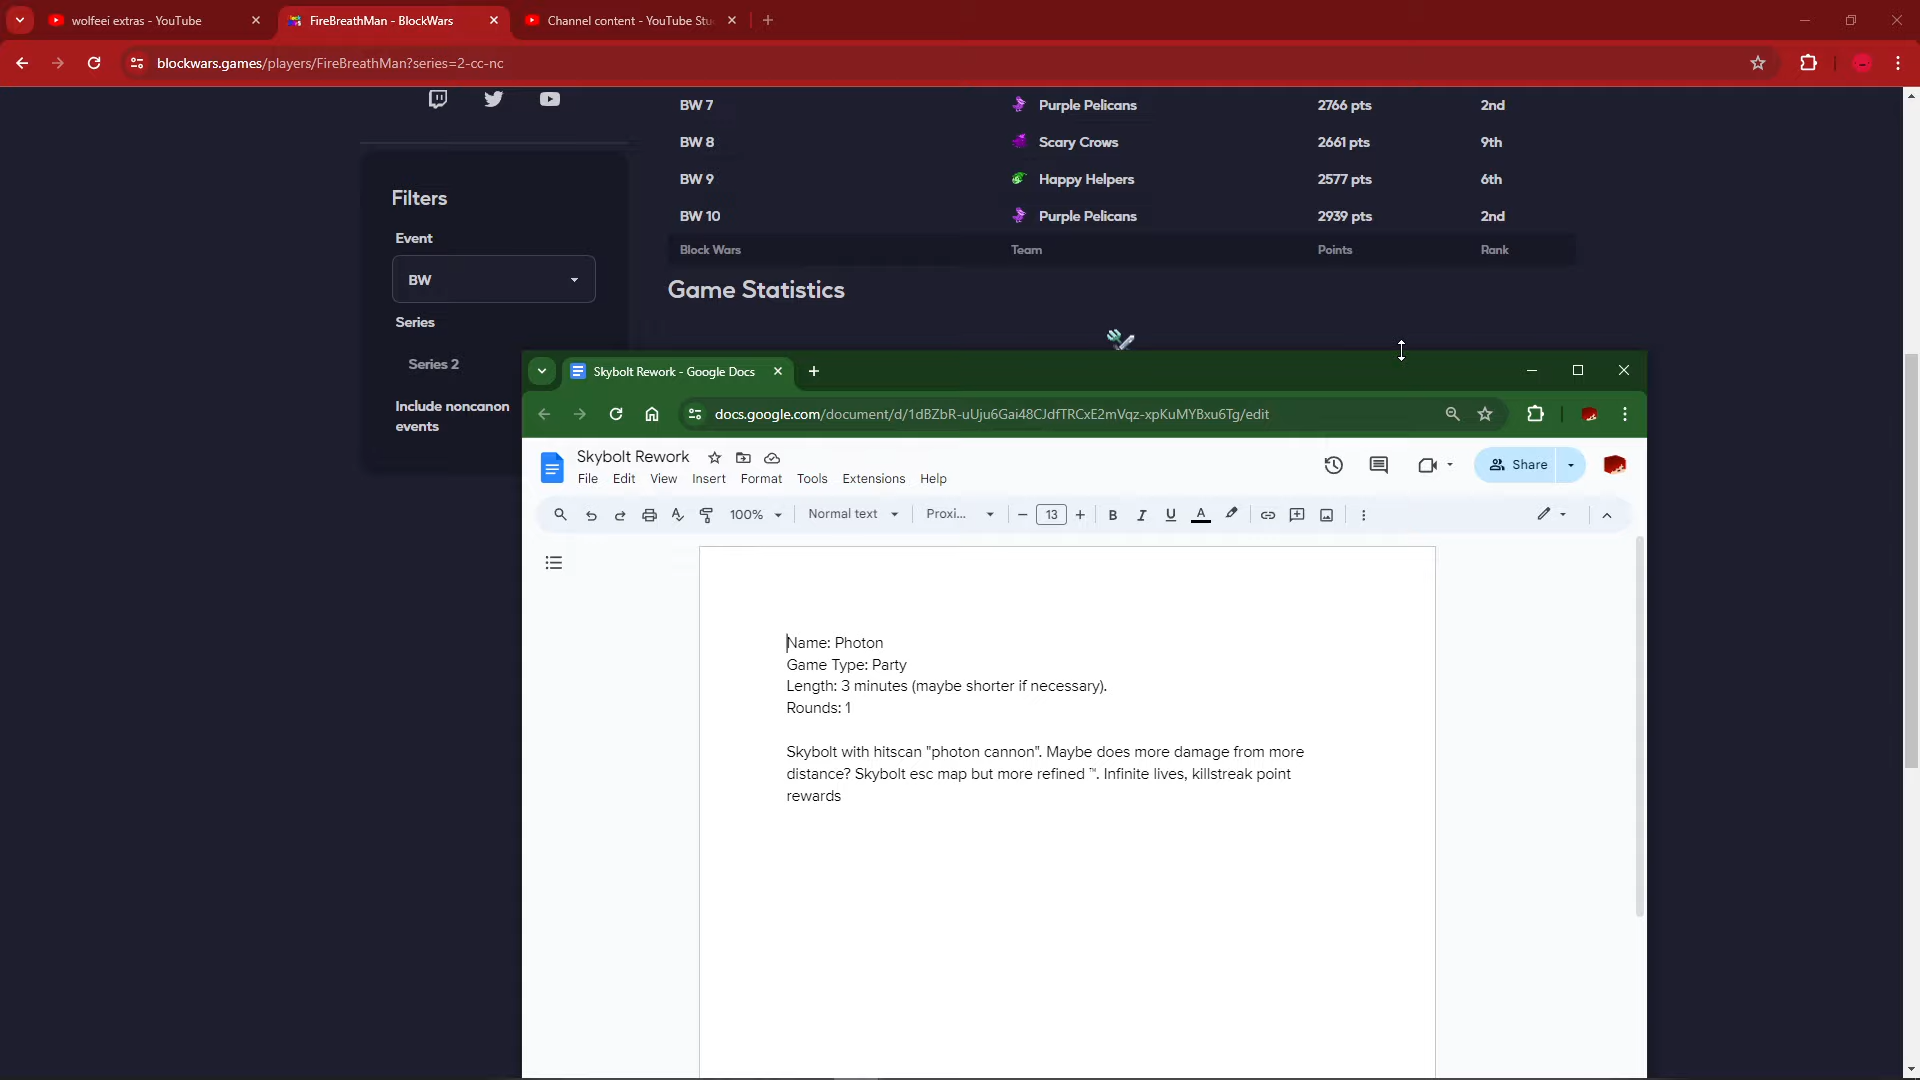 wolfeei extras - YouTube
FireBreathMan - BlockWars
Channel content - YouTube Stu
blockwars.games/players/FireBreathMan?series=2-cc-nc
BW 7 Purple Pelicans 2766 pts 2nd
BW 8 Scary Crows 2661 pts 9th
BW 9 Happy Helpers 2577 pts 6th
BW 10 Purple Pelicans 2939 pts 2nd
Block Wars Team Points Rank
Filters
Event
BW
Series
Series 2
Include noncanon
events
Game Statistics
Skybolt Rework - Google Docs
docs.google.com/document/d/1dBZbR-uUju6Gai48CJdfTRCxE2mVqz-xpKuMYBxu6Tg/edit
Skybolt Rework
File Edit View Insert Format Tools Extensions Help
Share
100% Normal text Proxi... 13 B I U A
Name: Photon
Game Type: Party
Length: 3 minutes (maybe shorter if necessary).
Rounds: 1
Skybolt with hitscan "photon cannon". Maybe does more damage from more
distance? Skybolt esc map but more refined ™. Infinite lives, killstreak point
rewards